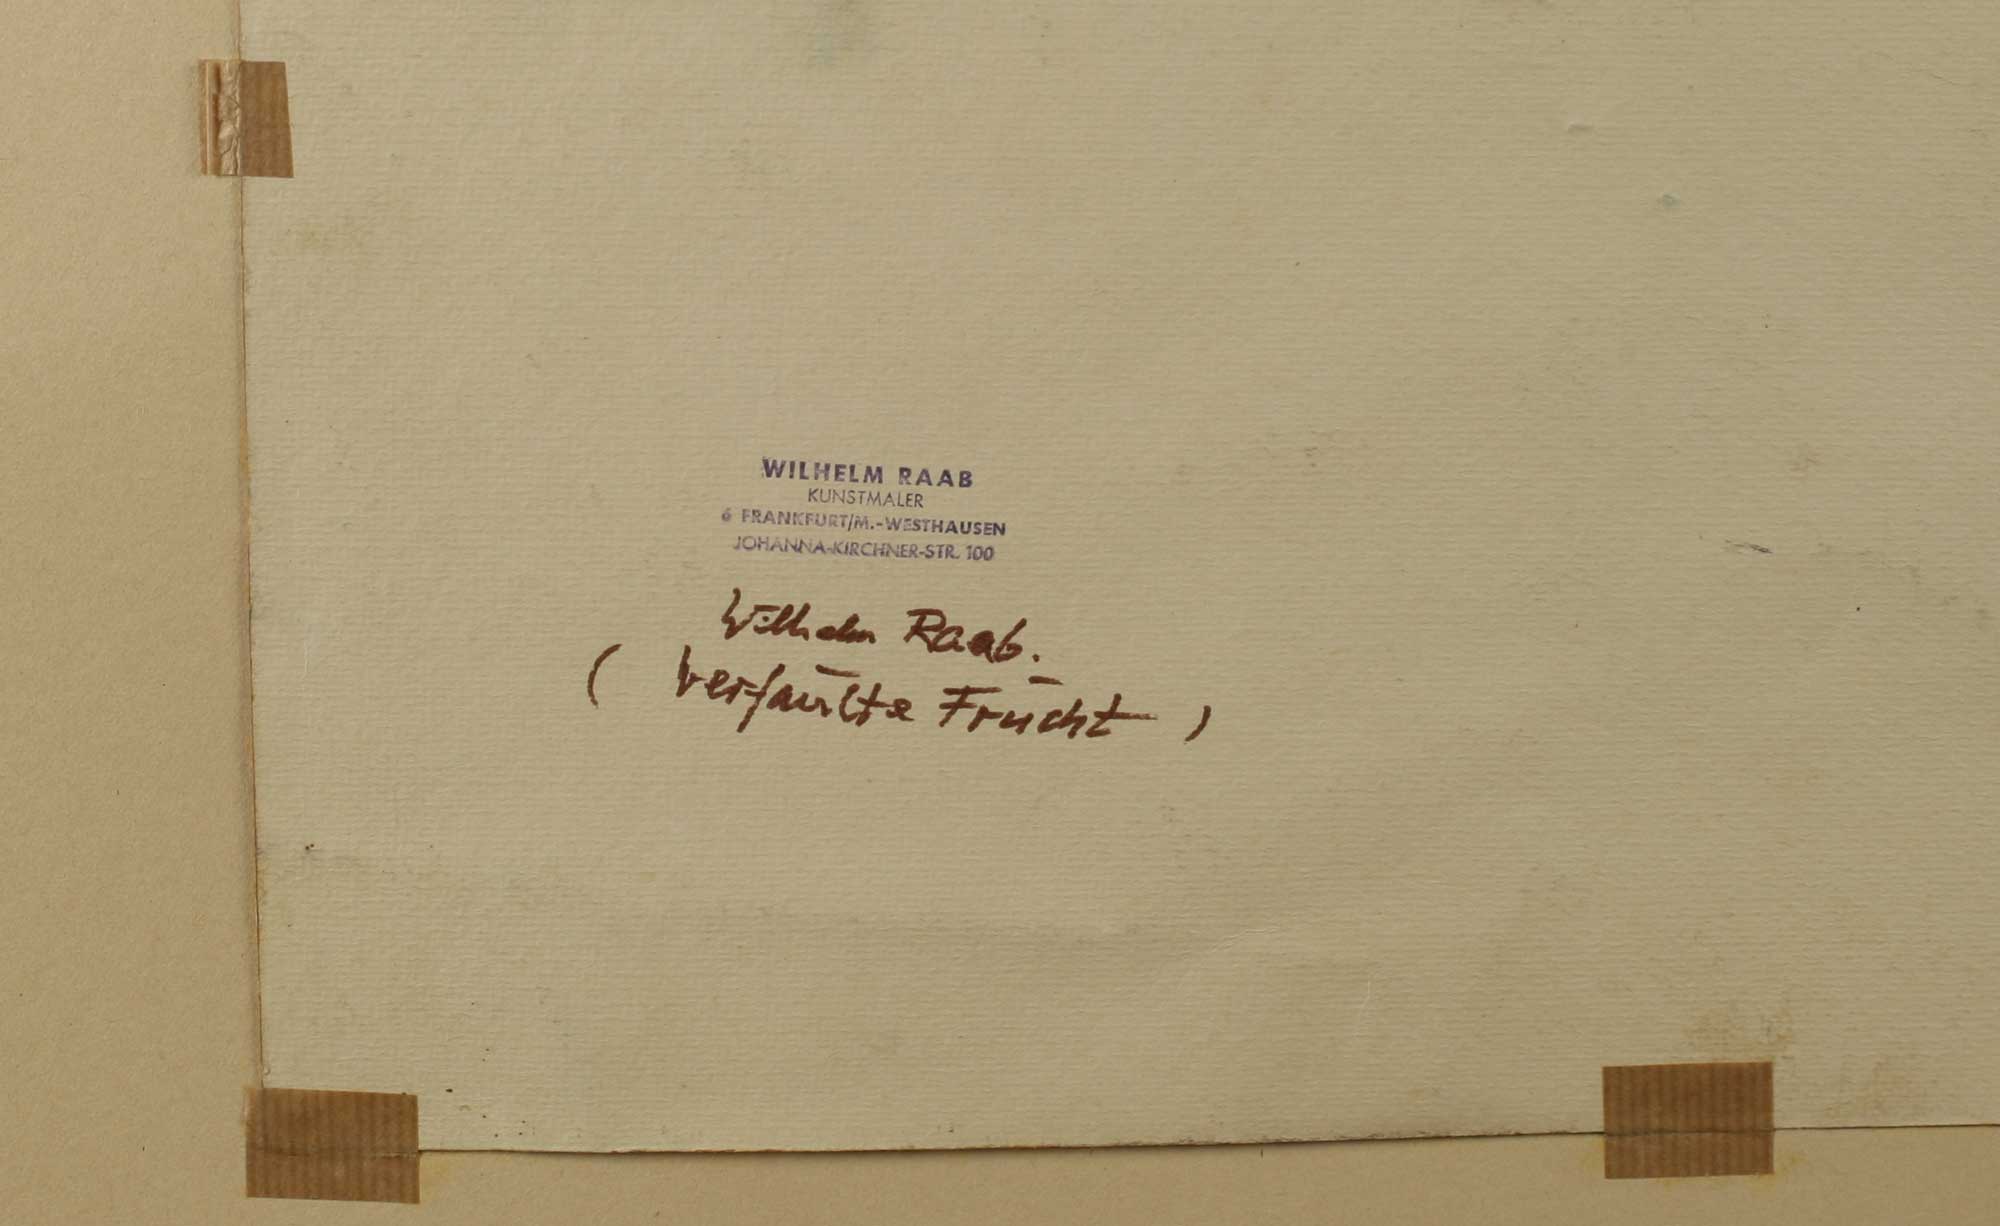 WILHELM RAAB
KUNSTMALER
6 FRANKFURT/M.-WESTHAUSEN
JOHANNA-KIRCHNER-STR. 100
Wilhelm Raab.
( Verfaulte Frucht )